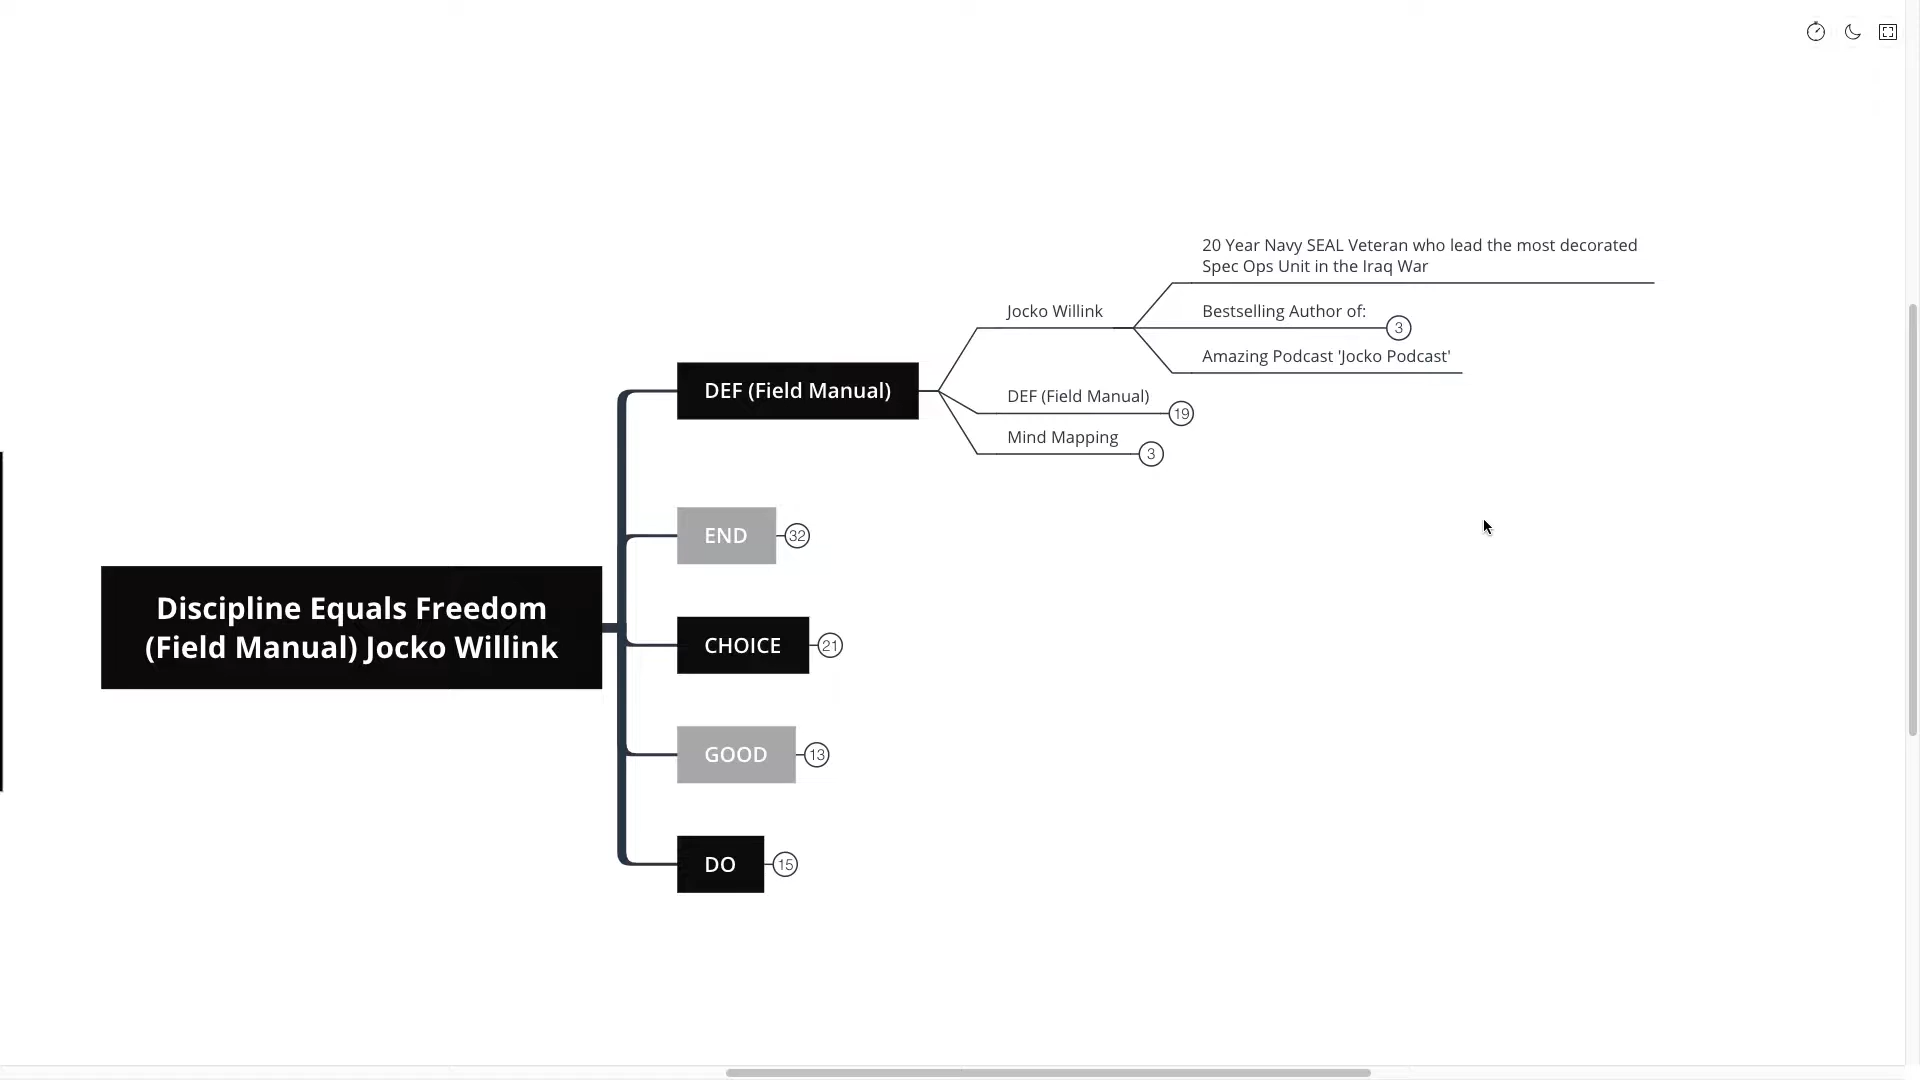 Discipline Equals Freedom
(Field Manual) Jocko Willink
DEF (Field Manual)
Jocko Willink
20 Year Navy SEAL Veteran who lead the most decorated
Spec Ops Unit in the Iraq War
Bestselling Author of:
3
Amazing Podcast 'Jocko Podcast'
DEF (Field Manual)
19
Mind Mapping
3
END
32
CHOICE
21
GOOD
13
DO
15